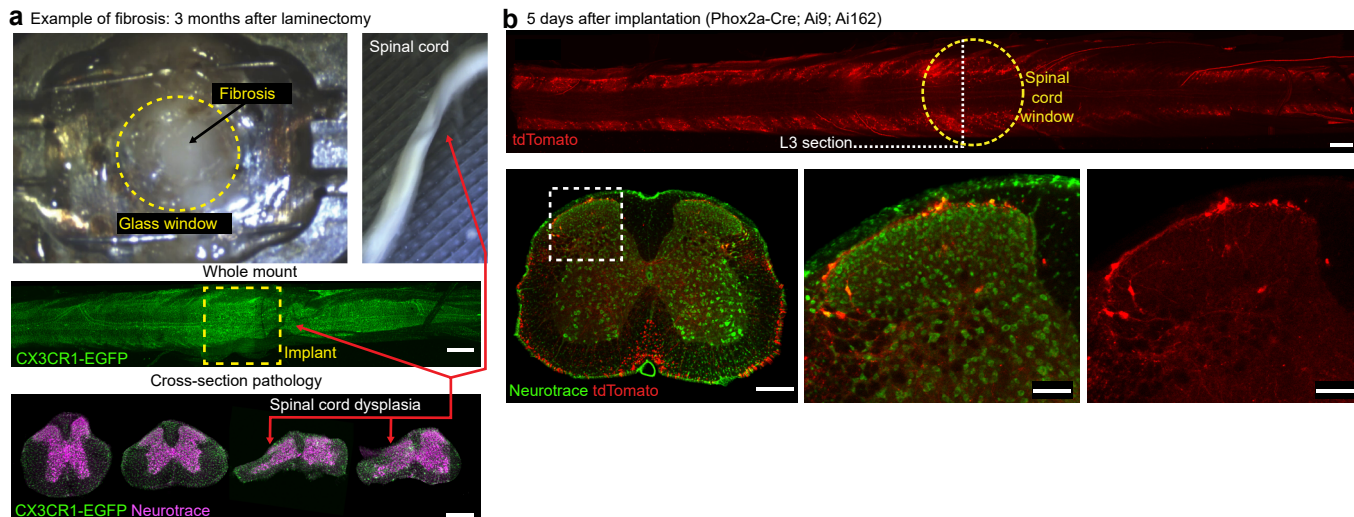 a Example of fibrosis: 3 months after laminectomy
Fibrosis
Glass window
Spinal cord
Whole mount
CX3CR1-EGFP
Implant
Cross-section pathology
Spinal cord dysplasia
CX3CR1-EGFP Neurotrace
b 5 days after implantation (Phox2a-Cre; Ai9; Ai162)
Spinal
cord
window
tdTomato
L3 section
Neurotrace tdTomato